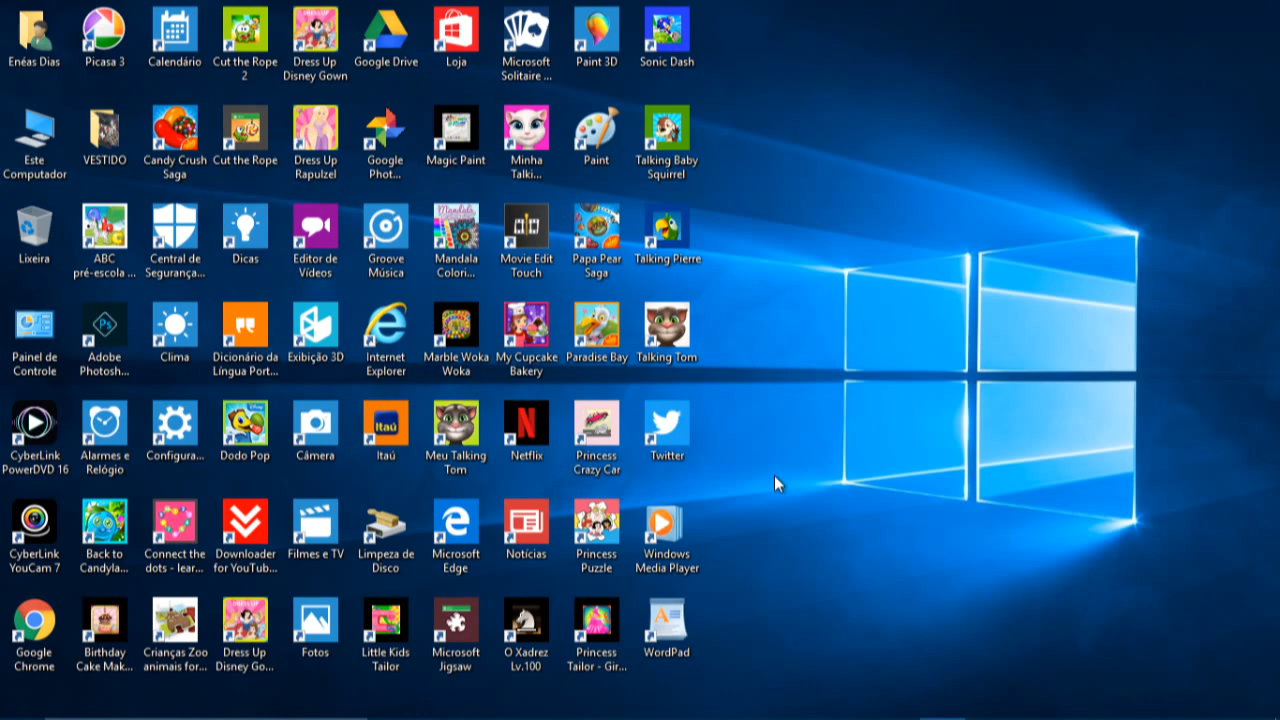 Enéas Dias
Picasa 3
Calendário
Cut the Rope
2
Dress Up
Disney Gown
Google Drive
Loja
Microsoft
Solitaire ...
Paint 3D
Sonic Dash
Este
Computador
VESTIDO
Candy Crush
Saga
Cut the Rope
Dress Up
Rapulzel
Google
Phot...
Magic Paint
Minha
Talki...
Paint
Talking Baby
Squirrel
Lixeira
ABC
pré-escola ...
Central de
Segurança...
Dicas
Editor de
Vídeos
Groove
Música
Mandala
Mandala
Colori...
Movie Edit
Touch
Papa Pear
Saga
Talking Pierre
Painel de
Controle
Ps
Adobe
Photosh...
Clima
Dicionário da
Língua Port...
Exibição 3D
Internet
Explorer
Marble Woka
Woka
My Cupcake
Bakery
Paradise Bay
Talking Tom
CyberLink
PowerDVD 16
Alarmes e
Relógio
Configura...
Dodo Pop
Câmera
Itaú
Itaú
Meu Talking
Tom
N
Netflix
Princess
Crazy Car
Twitter
CyberLink
YouCam 7
Back to
Candyla...
Connect the
dots - lear...
Downloader
for YouTub...
Filmes e TV
Limpeza de
Disco
Microsoft
Edge
Notícias
Princess
Puzzle
Windows
Media Player
Google
Chrome
Birthday
Cake Mak...
Crianças Zoo
animais for...
Dress Up
Disney Go...
Fotos
Little Kids
Tailor
Microsoft
Jigsaw
O Xadrez
Lv.100
Princess
Tailor - Gir...
WordPad